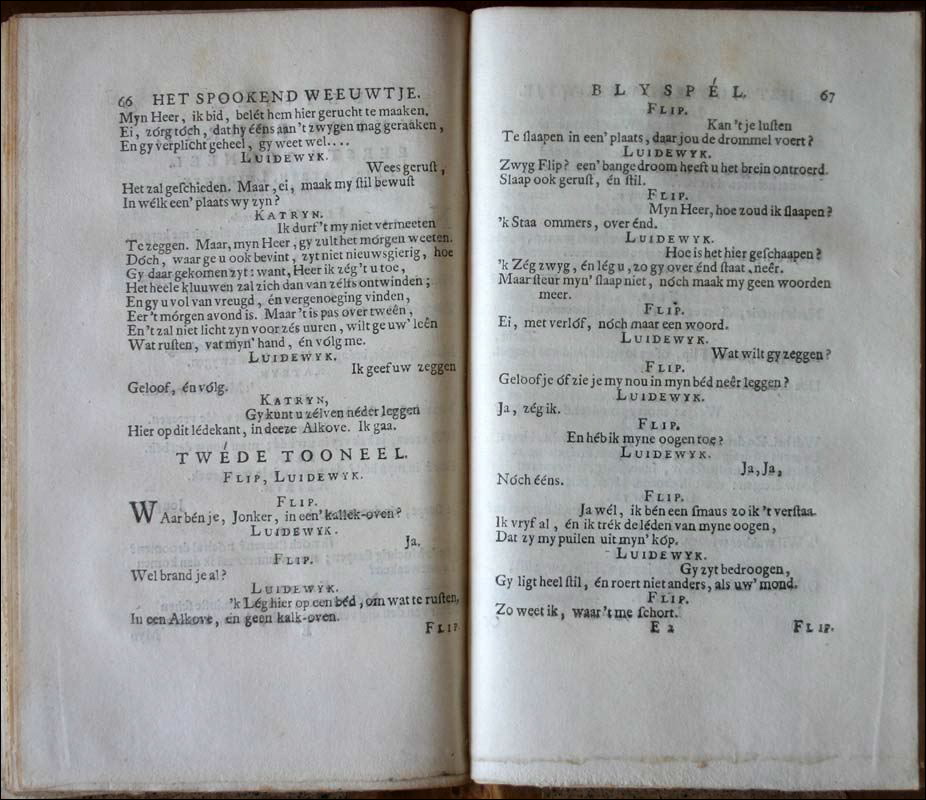 66 HET SPOOKEND WEEUWTJE.
Myn Heer, ik bid, belét hem hier gerucht te maaken.
Ei, zórg tóch, dat hy ééns aan't zwygen mag geraaken,
En gy verplicht geheel, gy weet wel....
LUIDEWYK.
Wees geruſt,
Het zal geſchieden. Maar, ei, maak my ſtil bewuſt
In wélk een' plaats wy zyn?
KATRYN.
Ik durf 't my niet vermeeten
Te zeggen. Maar, myn Heer, gy zult het mórgen weeten.
Dóch, waar ge u ook bevint, zyt niet nieuwsgierig, hoe
Gy daar gekomen zyt: want, Heer ik zég 't u toe,
Het heele kluuwen zal zich dan van zélfs ontwinden;
En gy u vol van vreugd, én vergenoeging vinden,
Eer 't mórgen avond is. Maar 't is pas over tweên,
En 't zal niet licht zyn voor zés uuren, wilt ge uw' leên
Wat ruſten, vat myn' hand, én vólg me.
LUIDEWYK.
Ik geef uw zeggen
Geloof, én vólg.
KATRYN,
Gy kunt u zélven néder leggen
Hier op dit lédekant, in deeze Alkove. Ik gaa.
TWÉDE TOONEEL.
FLIP, LUIDEWYK.
FLIP.
WAar bén je, Jonker, in een' kallek-oven?
LUIDEWYK.
Ja.
FLIP.
Wel brand je al?
LUIDEWYK.
'k Lég hier op een béd, om wat te ruſten,
In een Alkove, én geen kalk-oven.
FLIP.
BLYSPÉL. 67
FLIP.
Kan 't je luſten
Te ſlaapen in een' plaats, daar jou de drommel voert?
LUIDEWYK.
Zwyg Flip? een' bange droom heeft u het brein ontroerd.
Slaap ook geruſt, én ſtil.
FLIP.
Myn Heer, hoe zoud ik ſlaapen?
'k Staa ommers, over énd.
LUIDEWYK.
Hoe is het hier geſchaapen?
'k Zég zwyg, én lég u, zo gy over énd ſtaat, neêr.
Maar ſteur myn' ſlaap niet, nóch maak my geen woorden
meer.
FLIP.
Ei, met verlóf, nóch maar een woord.
LUIDEWYK.
Wat wilt gy zeggen?
FLIP.
Geloof je óf zie je my nou in myn béd neêr leggen?
LUIDEWYK.
Ja, zég ik.
FLIP.
En héb ik myne oogen toe?
LUIDEWYK.
Ja, Ja,
Nóch ééns.
FLIP.
Ja wél, ik bén een ſmaus zo ik 't verſtaa.
Ik vryf al, én ik trék de léden van myne oogen,
Dat zy my puilen uit myn' kóp.
LUIDEWYK.
Gy zyt bedroogen,
Gy ligt heel ſtil, én roert niet anders, als uw' mond.
FLIP.
Zo weet ik, waar 't me ſchort.
E 2 FLIP.